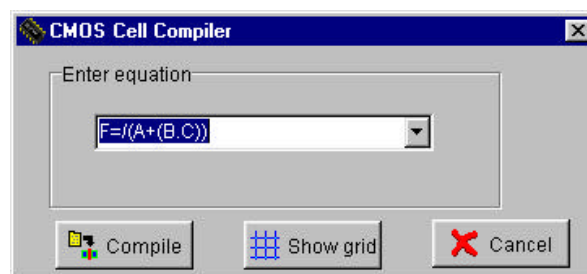 CMOS Cell Compiler
Enter equation
F=/(A+(B.C))
Compile
Show grid
Cancel